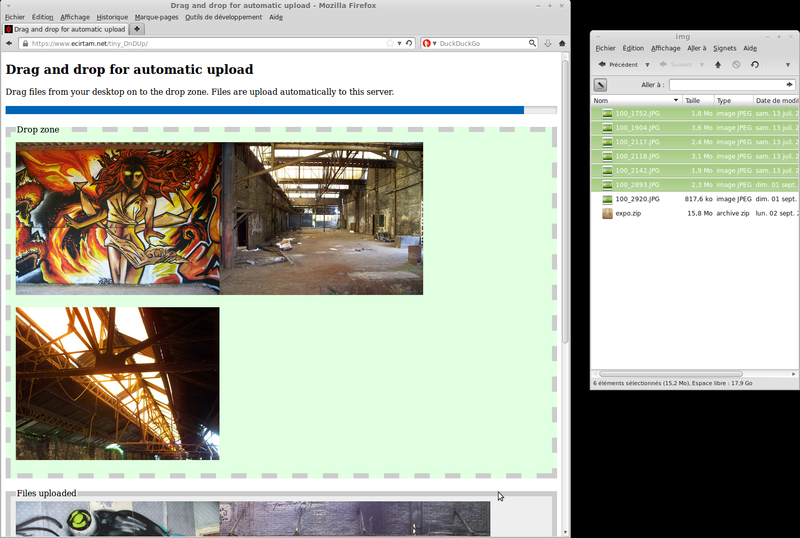 Drag and drop for automatic upload - Mozilla Firefox
Fichier Édition Affichage Historique Marque-pages Outils de développement Aide
Drag and drop for automatic upload
https://www.ecirtam.net/tiny_DnDUp/
DuckDuckGo
Drag and drop for automatic upload
Drag files from your desktop on to the drop zone. Files are upload automatically to this server.
Drop zone
Files uploaded
img
Fichier Édition Affichage Aller à Signets Aide
Précédent Suivant
Aller à :
Nom Taille Type Date de modif
100_1752.JPG 1,8 Mo image JPEG sam. 13 juil. 2
100_1904.JPG 3,6 Mo image JPEG sam. 13 juil. 2
100_2117.JPG 2,4 Mo image JPEG sam. 13 juil. 2
100_2118.JPG 3,1 Mo image JPEG sam. 13 juil. 2
100_2142.JPG 1,9 Mo image JPEG sam. 13 juil. 2
100_2893.JPG 2,3 Mo image JPEG dim. 01 sept.
100_2920.JPG 817,6 ko image JPEG dim. 01 sept.
expo.zip 15,8 Mo archive zip lun. 02 sept. 2
6 éléments sélectionnés (15,2 Mo), Espace libre : 17,9 Go